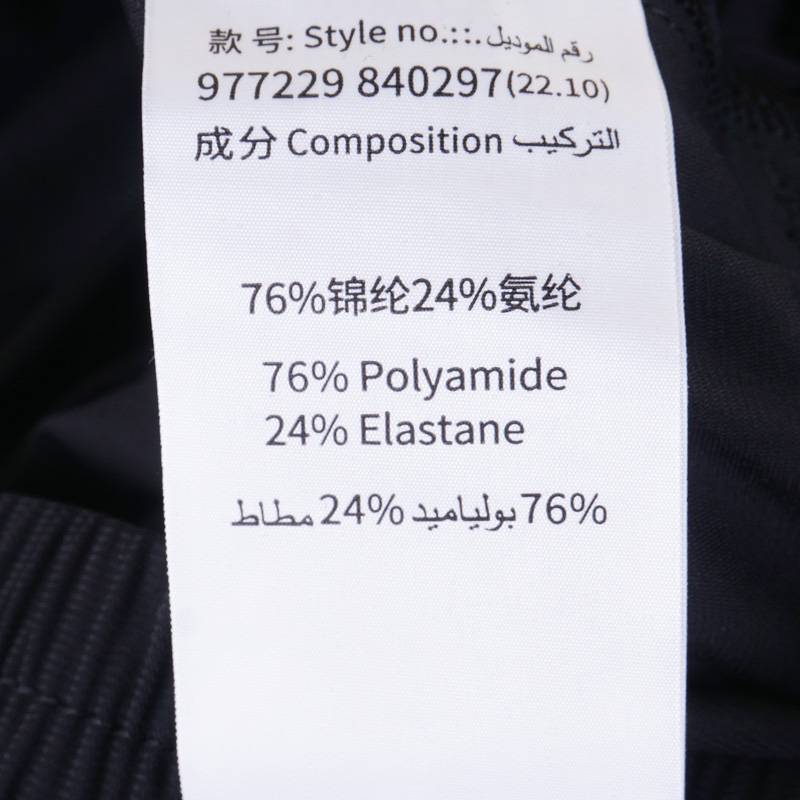 款 号: Style no.::. رقم الموديل
977229 840297(22.10)
成分 Composition التركيب
76%锦纶24%氨纶
76% Polyamide
24% Elastane
76% بولياميد 24% مطاط